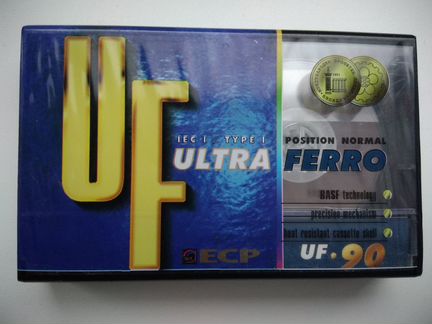 UF
IEC I · TYPE I POSITION NORMAL
ULTRA FERRO
BASF technology
precision mechanism
heat resistant cassette shell
ECP
UF·90